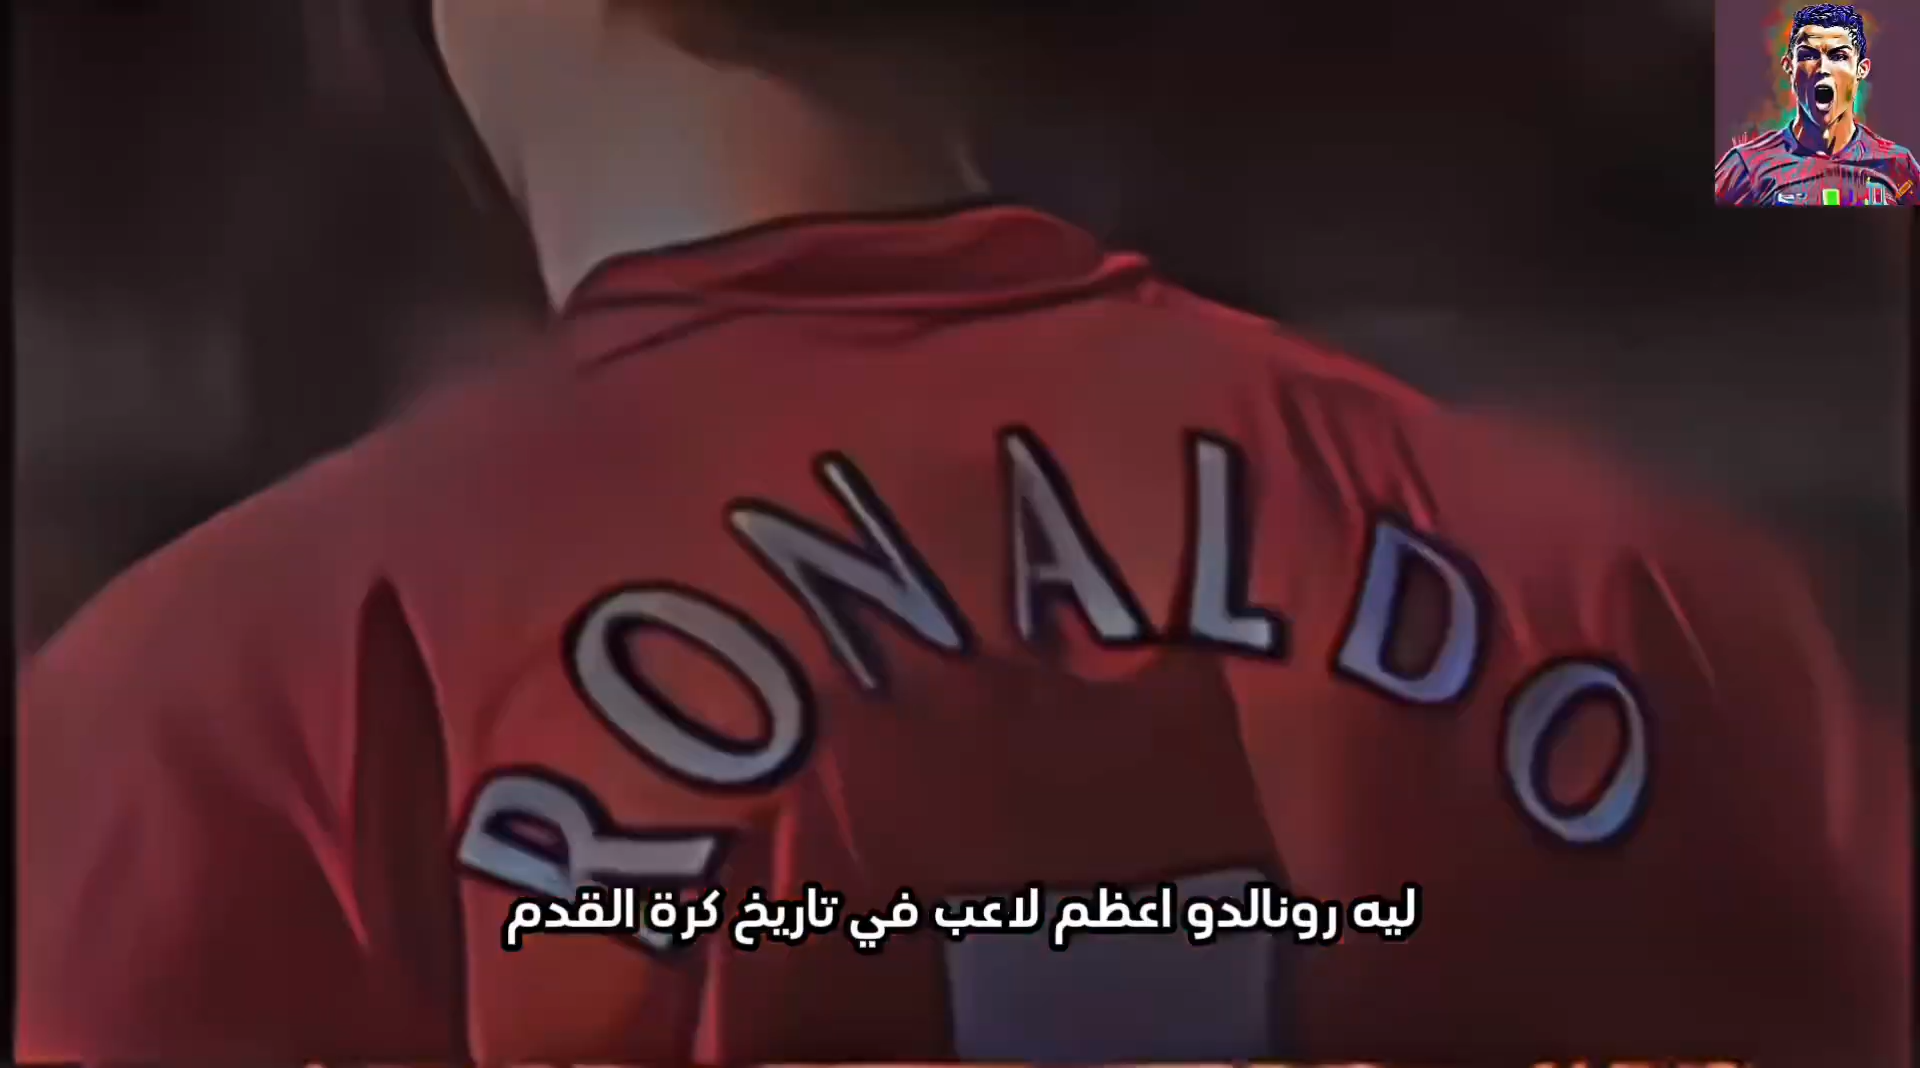 RONALDO
ليه رونالدو اعظم لاعب في تاريخ كرة القدم